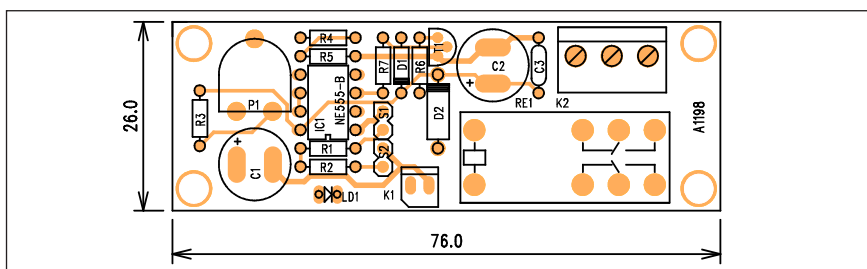 R4
R5
R7
D1
R6
T1
+
C2
C3
RE1
K2
P1
R3
NE555-B
IC1
S1
S2
D2
R1
R2
+
C1
LD1
K1
A1198
26.0
76.0